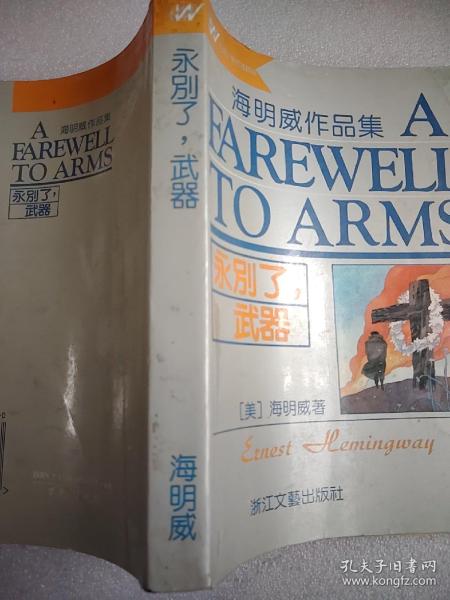 海明威作品集
A
FAREWELL
TO ARMS
永别了，
武器
永别了，武器
海明威
海明威作品集
A
FAREWELL
TO ARMS
永别了，
武器
[美] 海明威著
Ernest Hemingway
浙江文艺出版社
孔夫子旧书网
www.kongfz.com